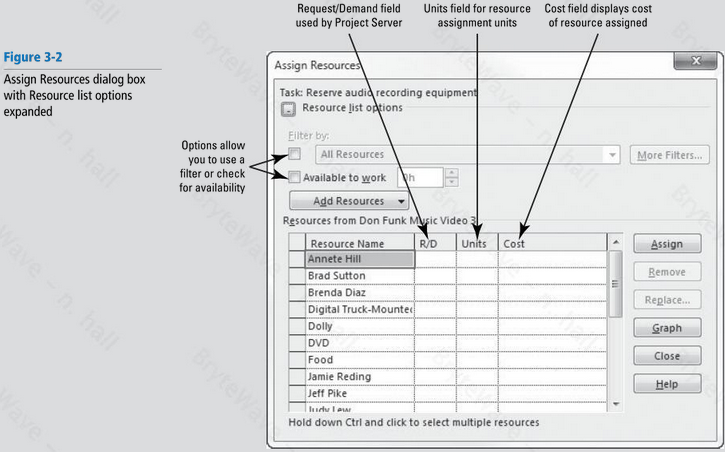 Request/Demand field
used by Project Server
Units field for resource
assignment units
Cost field displays cost
of resource assigned
Figure 3-2
Assign Resources dialog box
with Resource list options
expanded
Assign Resources
Task: Reserve audio recording equipment
Resource list options
Filter by:
All Resources
More Filters...
Options allow
you to use a
filter or check
for availability
Available to work 0h
Add Resources
Resources from Don Funk Music Video 3
Resource Name R/D Units Cost
Annete Hill
Brad Sutton
Brenda Diaz
Digital Truck-Mounted
Dolly
DVD
Food
Jamie Reding
Jeff Pike
Judy Lew
Assign
Remove
Replace...
Graph
Close
Help
Hold down Ctrl and click to select multiple resources